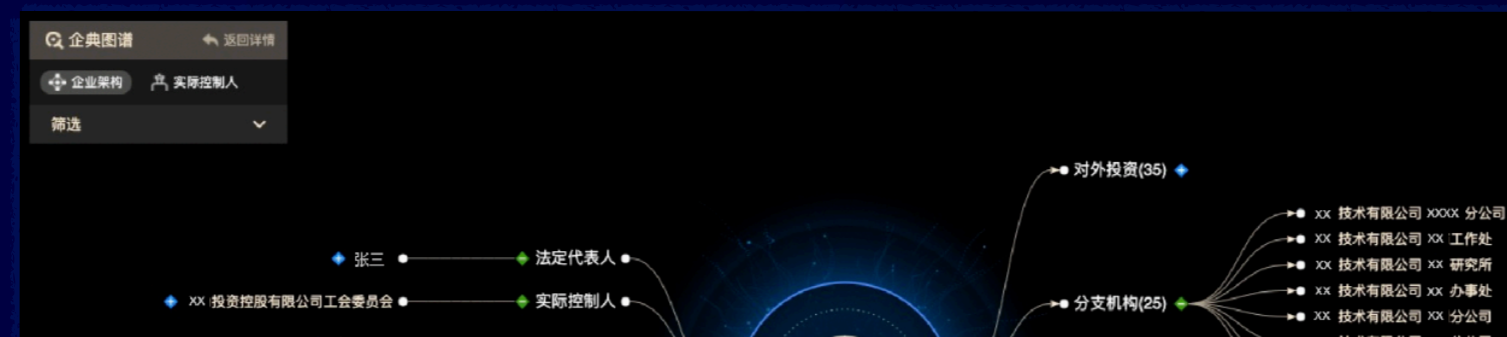 企典图谱
返回详情
企业架构
实际控制人
筛选
对外投资(35)
XX 技术有限公司 XXXX 分公司
XX 技术有限公司 XX 工作处
张三
法定代表人
XX 技术有限公司 XX 研究所
XX 技术有限公司 XX 办事处
XX 投资控股有限公司工会委员会
实际控制人
分支机构(25)
XX 技术有限公司 XX 分公司